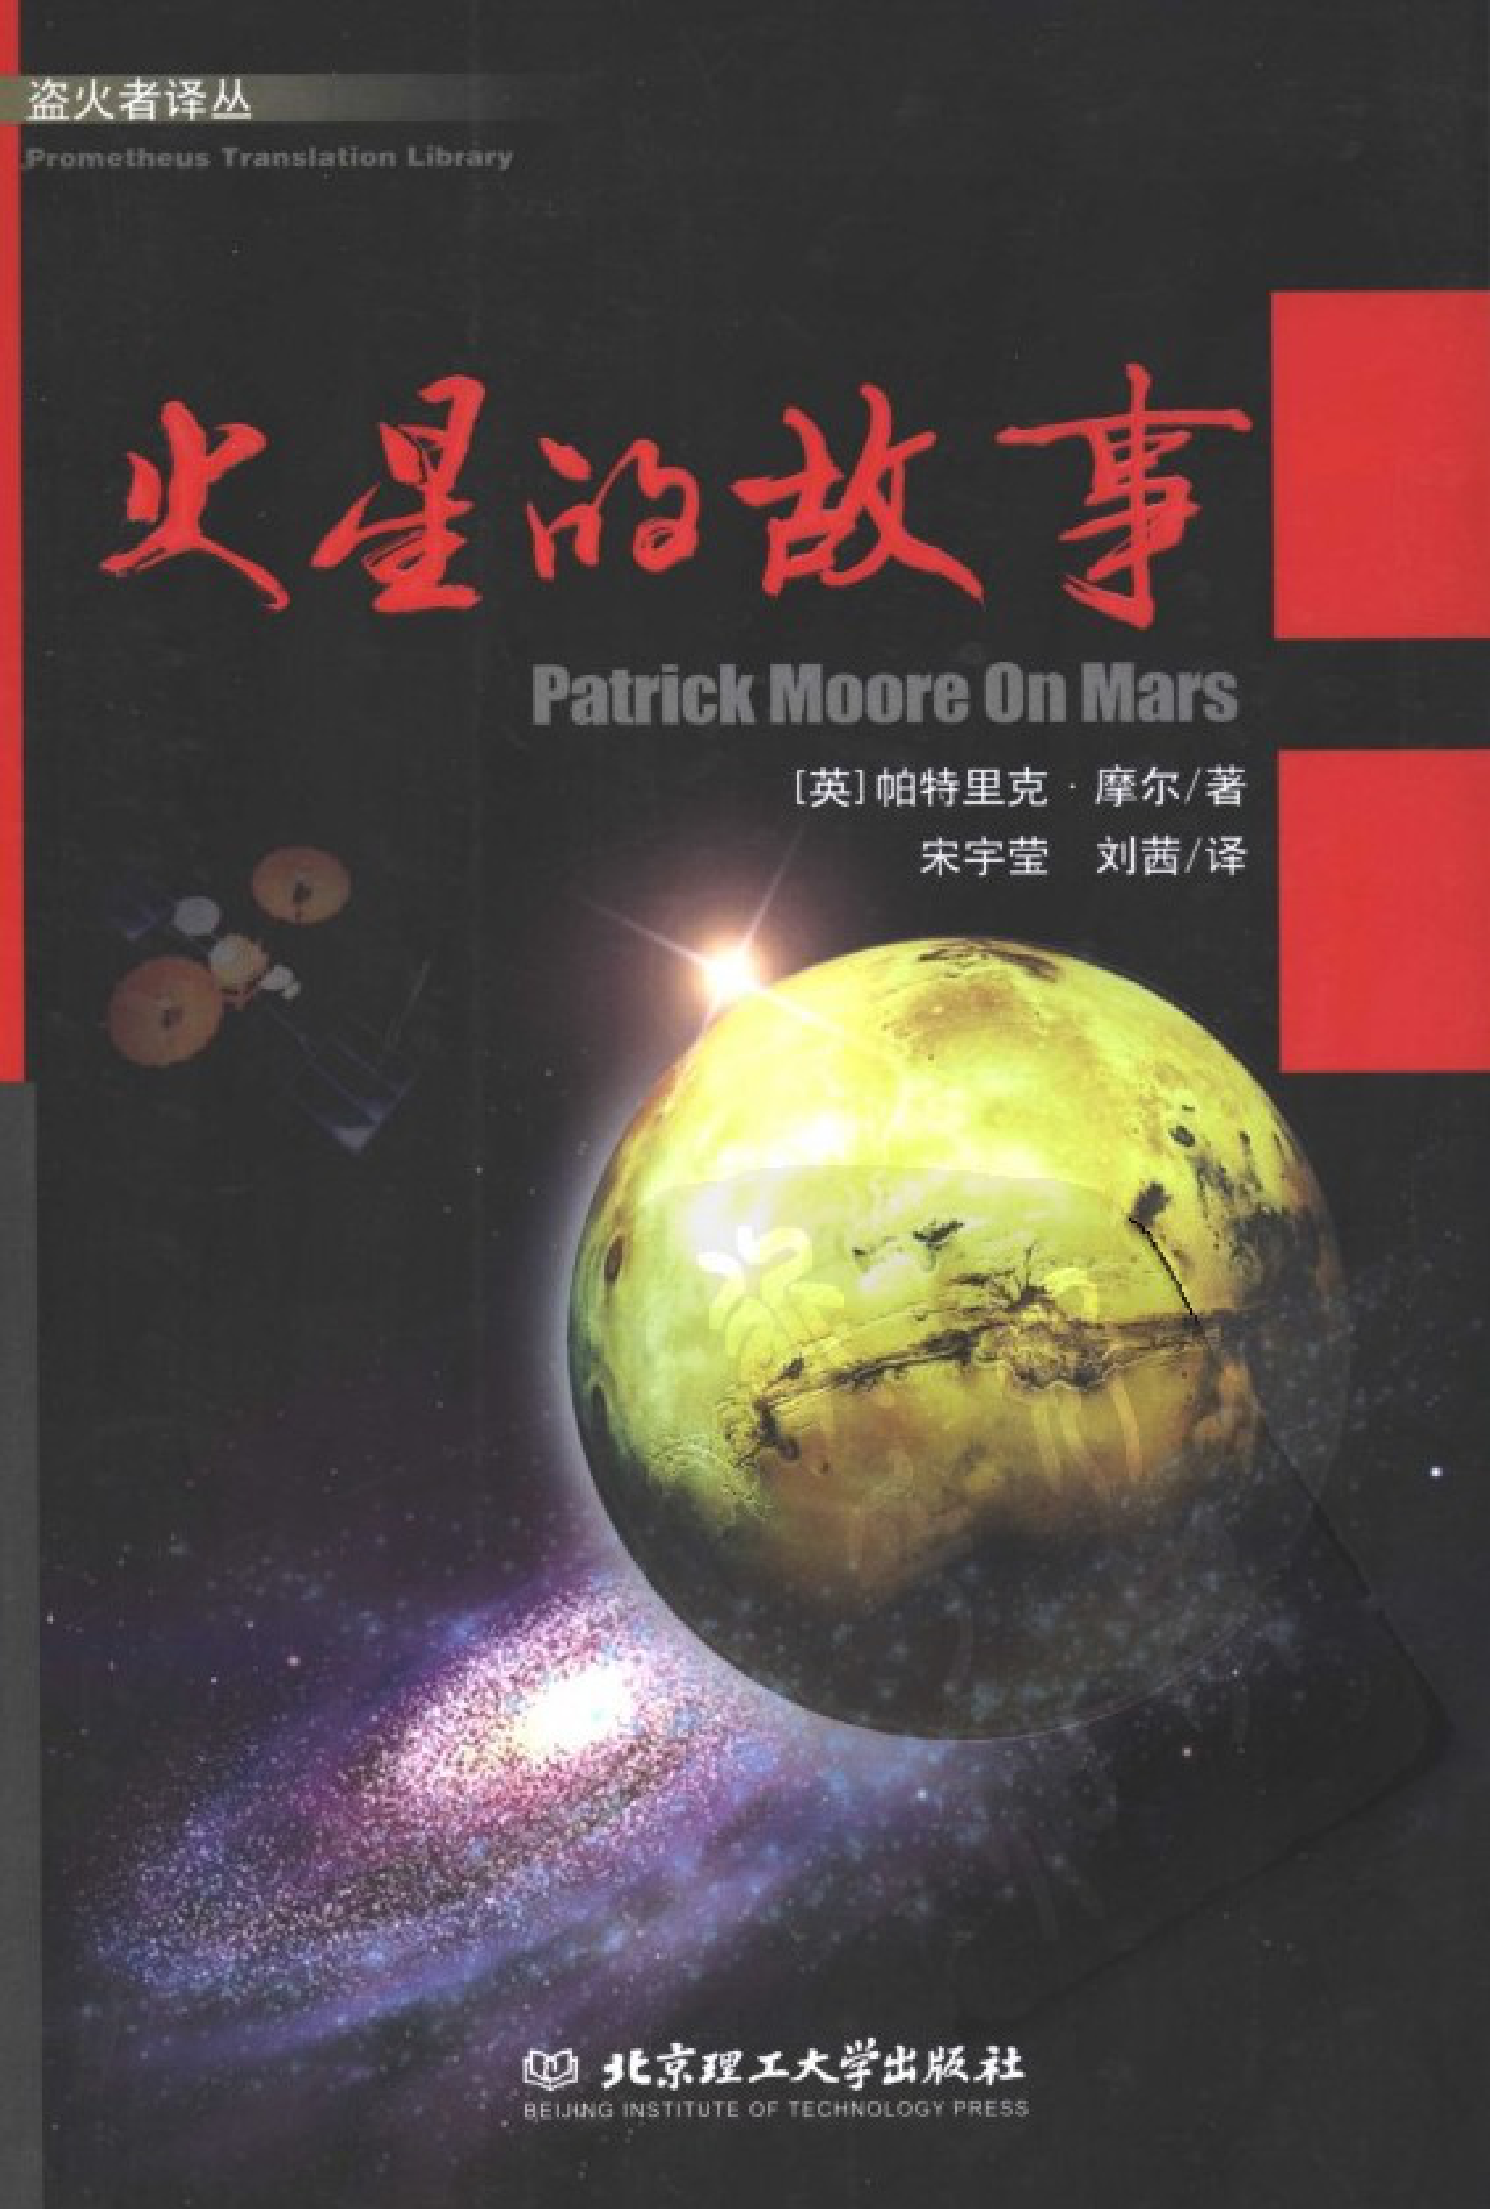 盗火者译丛
Prometheus Translation Library
火星的故事
Patrick Moore On Mars
[英]帕特里克·摩尔/著
宋宇莹 刘茜/译
北京理工大学出版社
BEIJING INSTITUTE OF TECHNOLOGY PRESS